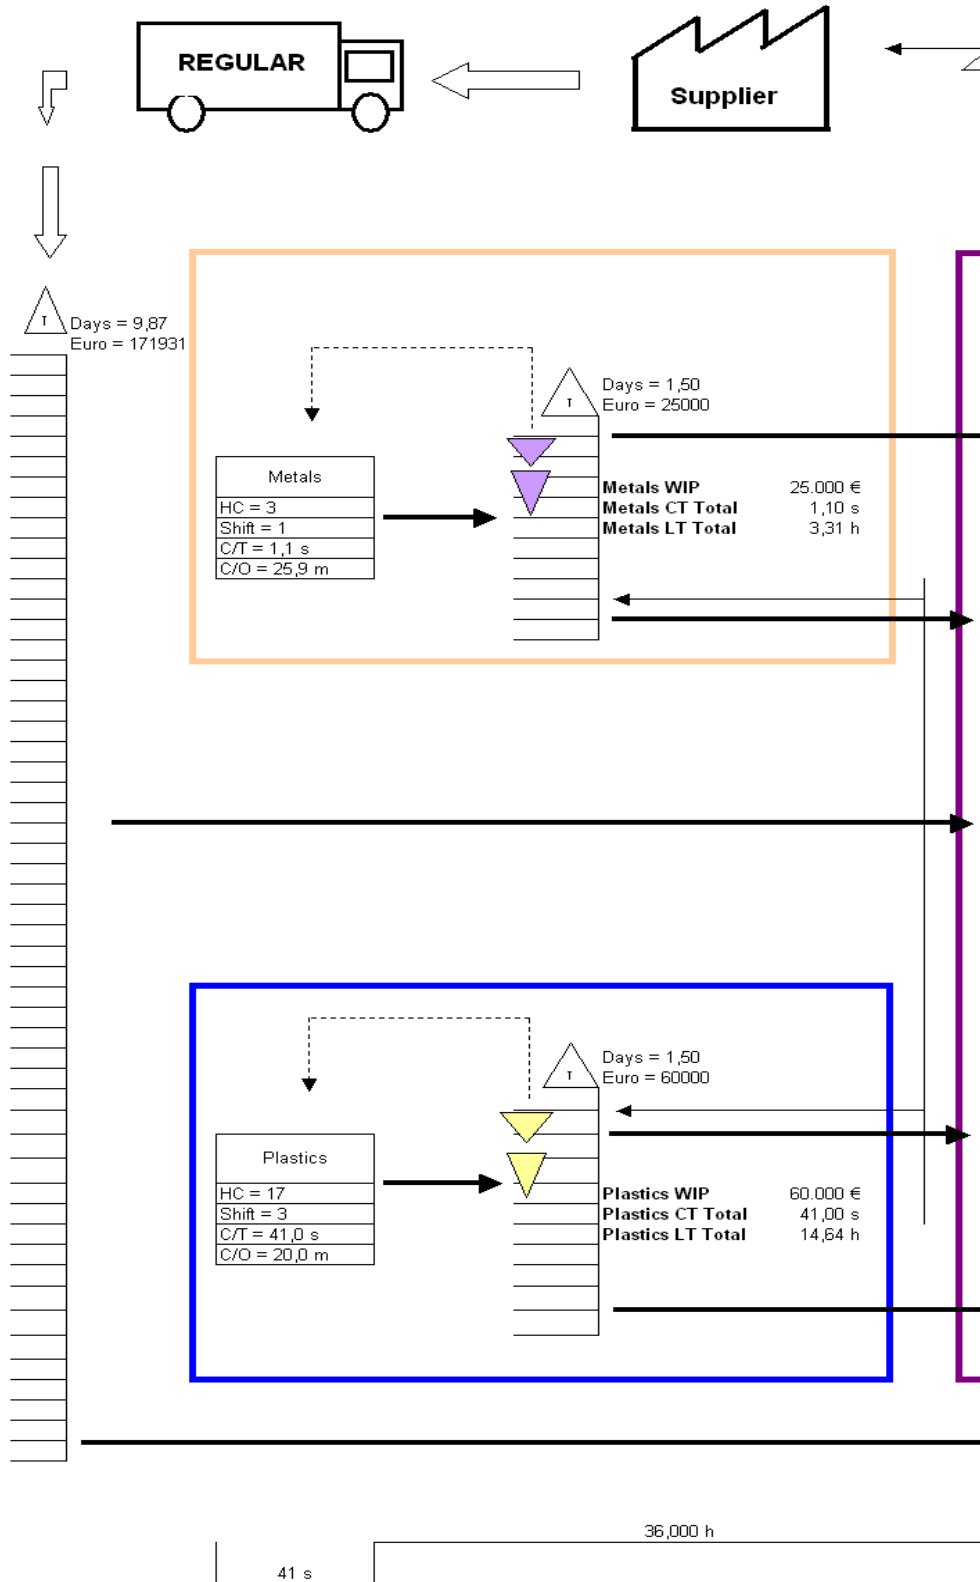 REGULAR
Supplier
I
Days = 9,87
Euro = 171931
I
Days = 1,50
Euro = 25000
Metals
HC = 3
Shift = 1
C/T = 1,1 s
C/O = 25,9 m
Metals WIP 25.000 €
Metals CT Total 1,10 s
Metals LT Total 3,31 h
I
Days = 1,50
Euro = 60000
Plastics
HC = 17
Shift = 3
C/T = 41,0 s
C/O = 20,0 m
Plastics WIP 60.000 €
Plastics CT Total 41,00 s
Plastics LT Total 14,64 h
36,000 h
41 s